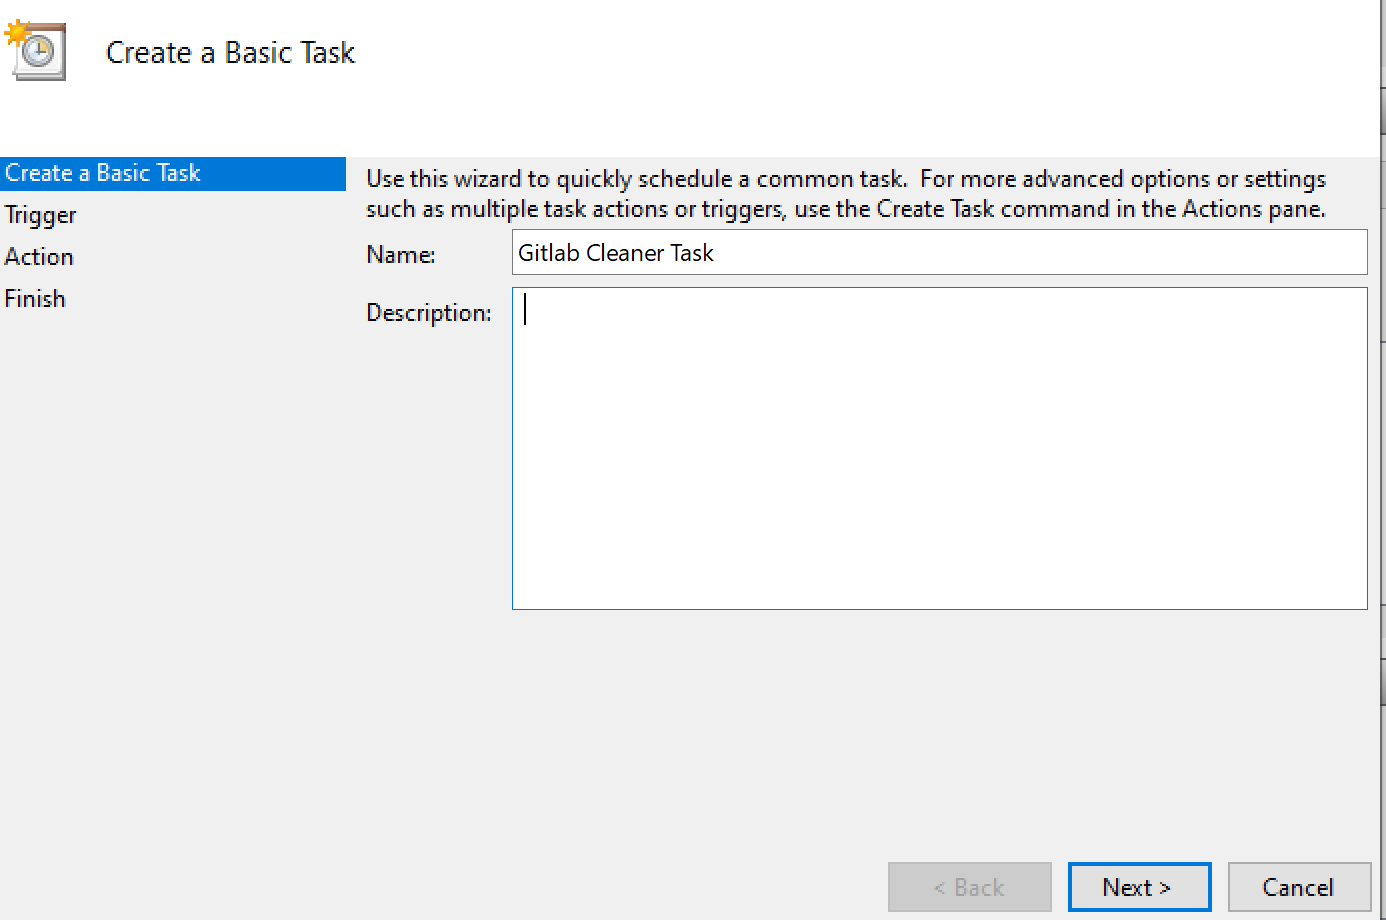 Create a Basic Task
Create a Basic Task
Trigger
Action
Finish
Use this wizard to quickly schedule a common task.  For more advanced options or settings
such as multiple task actions or triggers, use the Create Task command in the Actions pane.
Name:
Gitlab Cleaner Task
Description:
< Back
Next >
Cancel